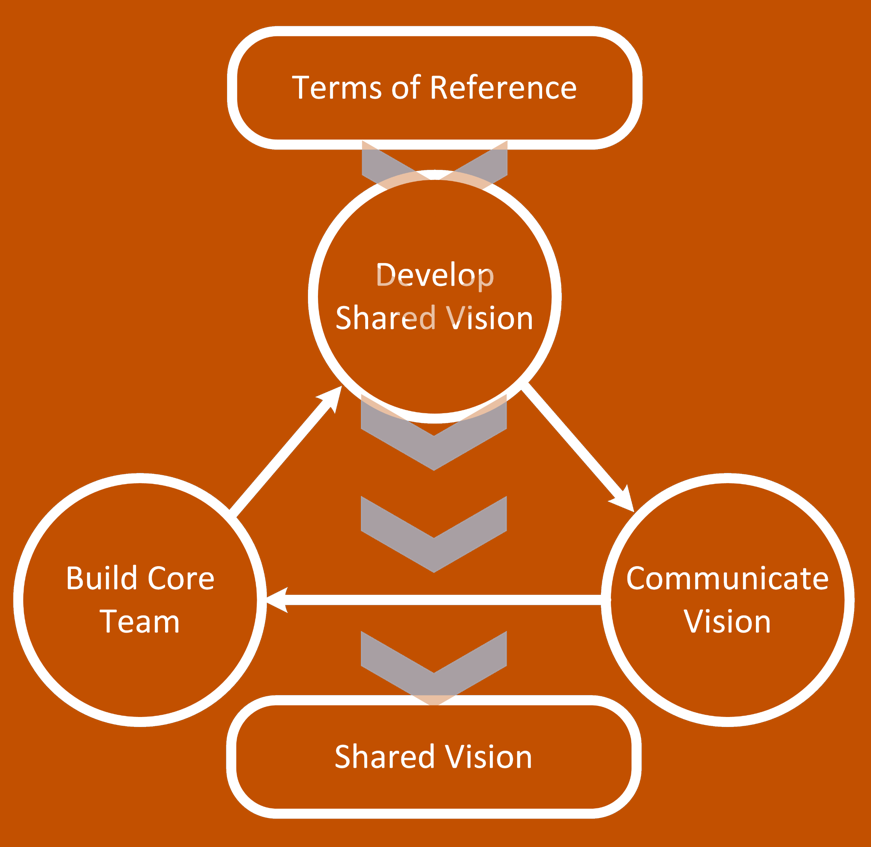 Terms of Reference
Develop
Shared Vision
Build Core
Team
Communicate
Vision
Shared Vision